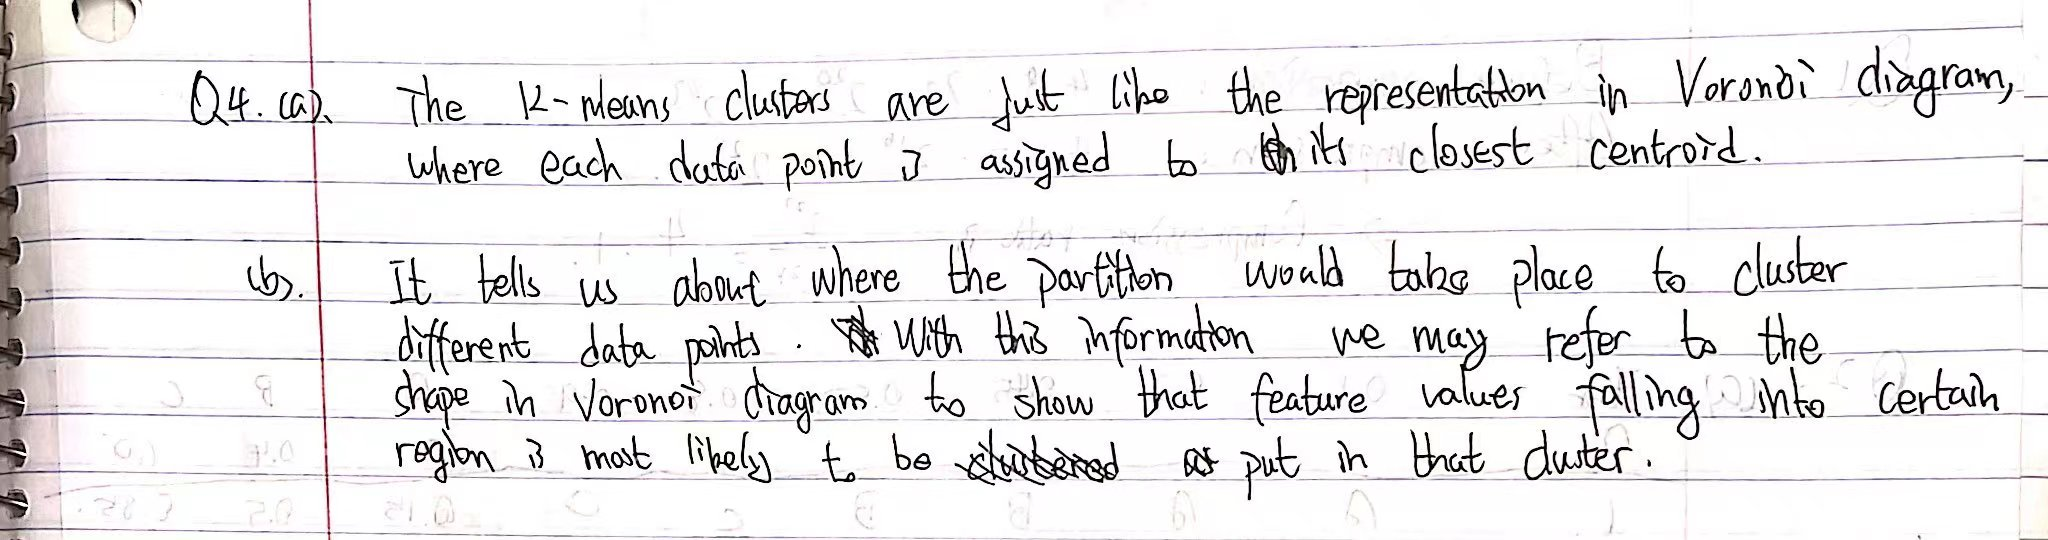 Q4. (a). The K-Means clusters are just like the representation in Voronoi diagram,
where each data point is assigned to its closest centroid.
(b). It tells us about where the partition would take place to cluster
different data points. With this information we may refer to the
shape in Voronoi diagram to show that feature values falling into certain
region is most likely to be clustered as put in that cluster.